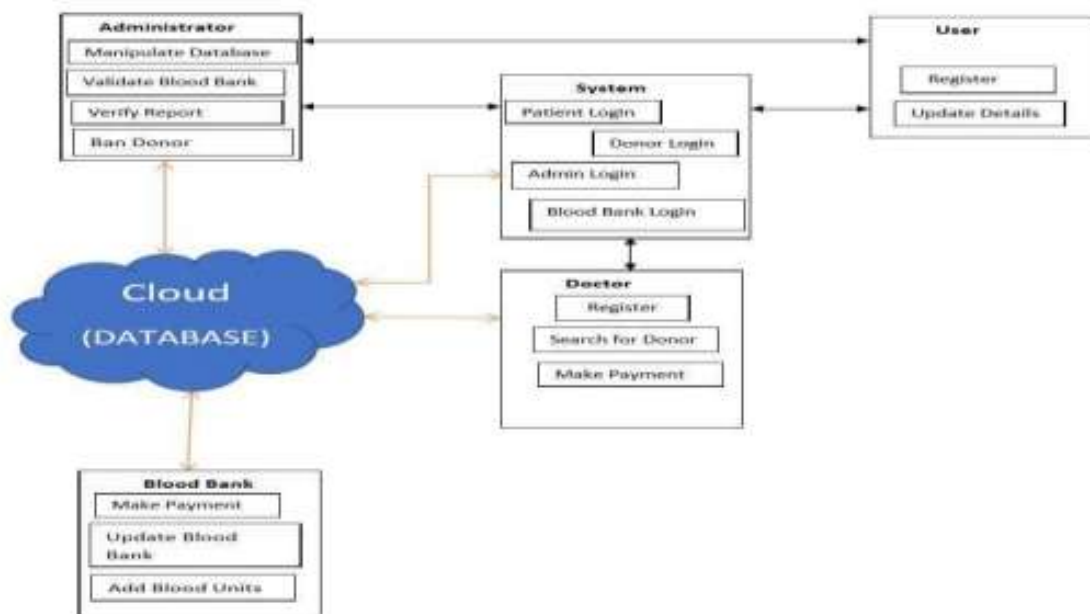 Administrator
Manipulate Database
Validate Blood Bank
Verify Report
Ban Donor
User
Register
Update Details
System
Patient Login
Donor Login
Admin Login
Blood Bank Login
Cloud
(DATABASE)
Doctor
Register
Search for Donor
Make Payment
Blood Bank
Make Payment
Update Blood
Bank
Add Blood Units